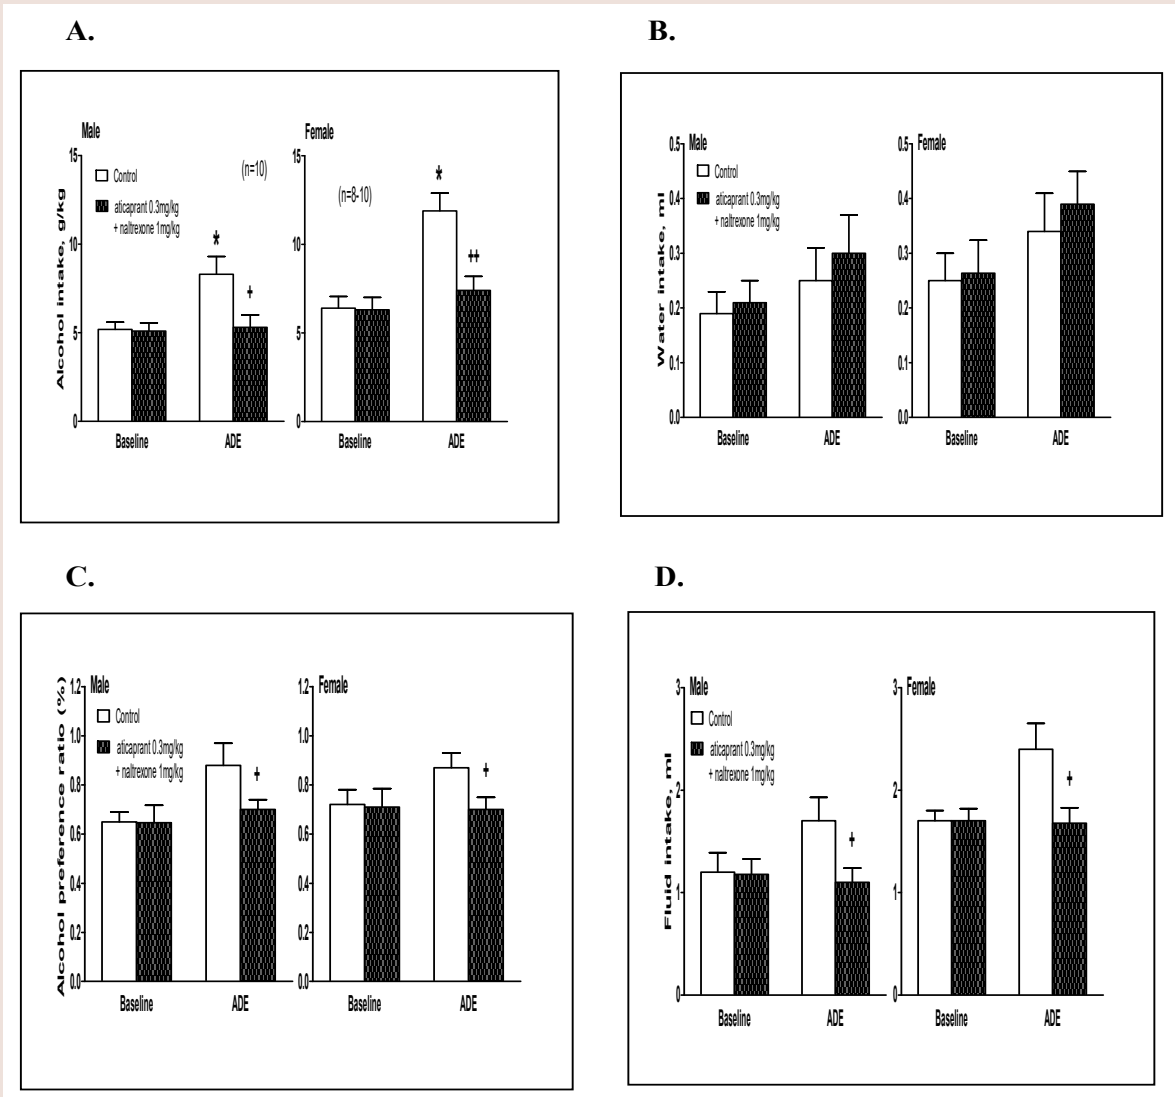 A.
Male
Female
15
10
5
0
Alcohol intake, g/kg
Control
aticaprant 0.3mg/kg
+ naltrexone 1mg/kg
(n=10)
*
+
Baseline
ADE
15
10
5
0
(n=8-10)
*
++
Baseline
ADE
B.
Male
Female
0.5
0.4
0.3
0.2
0.1
0.0
Water intake, ml
Control
aticaprant 0.3mg/kg
+ naltrexone 1mg/kg
Baseline
ADE
0.5
0.4
0.3
0.2
0.1
0.0
Baseline
ADE
C.
Male
Female
1.2
1.0
0.8
0.6
0.4
0.2
0.0
Alcohol preference ratio (%)
Control
aticaprant 0.3mg/kg
+ naltrexone 1mg/kg
+
Baseline
ADE
1.2
1.0
0.8
0.6
0.4
0.2
0.0
+
Baseline
ADE
D.
Male
Female
3
2
1
0
Fluid intake, ml
Control
aticaprant 0.3mg/kg
+ naltrexone 1mg/kg
+
Baseline
ADE
3
2
1
0
+
Baseline
ADE